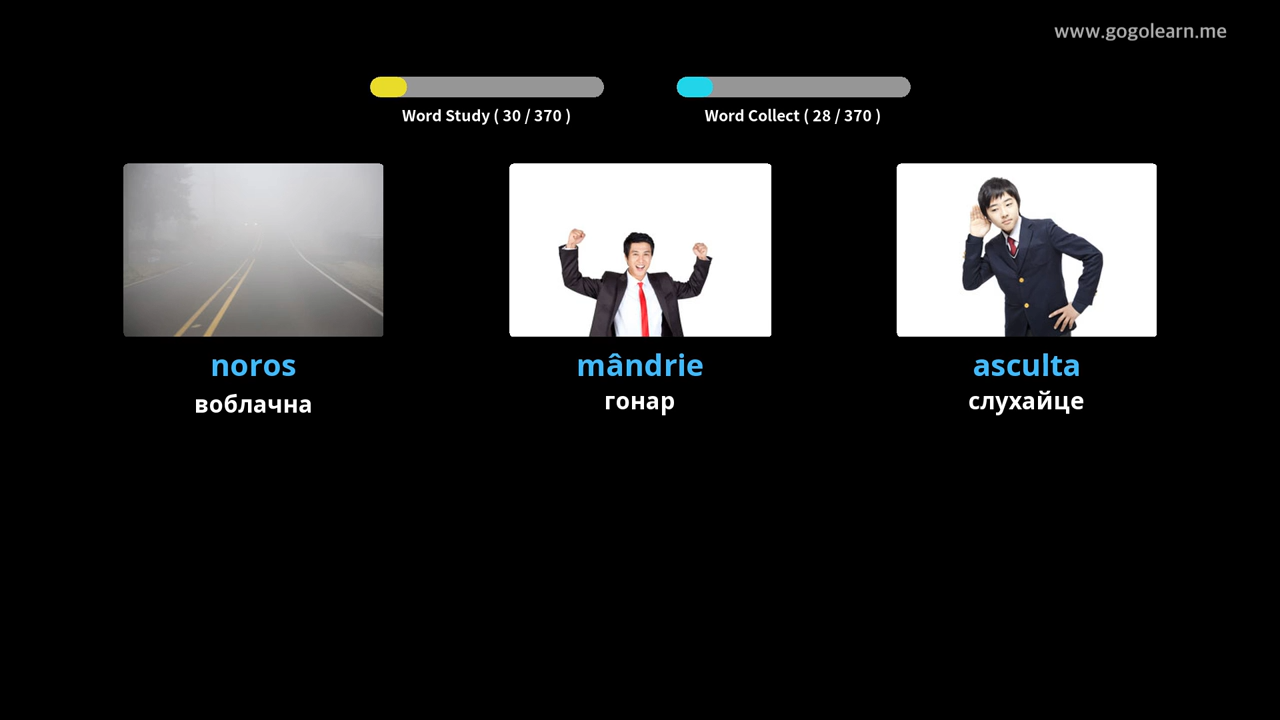 www.gogolearn.me
Word Study ( 30 / 370 )
Word Collect ( 28 / 370 )
noros
mândrie
asculta
воблачна
гонар
слухайце